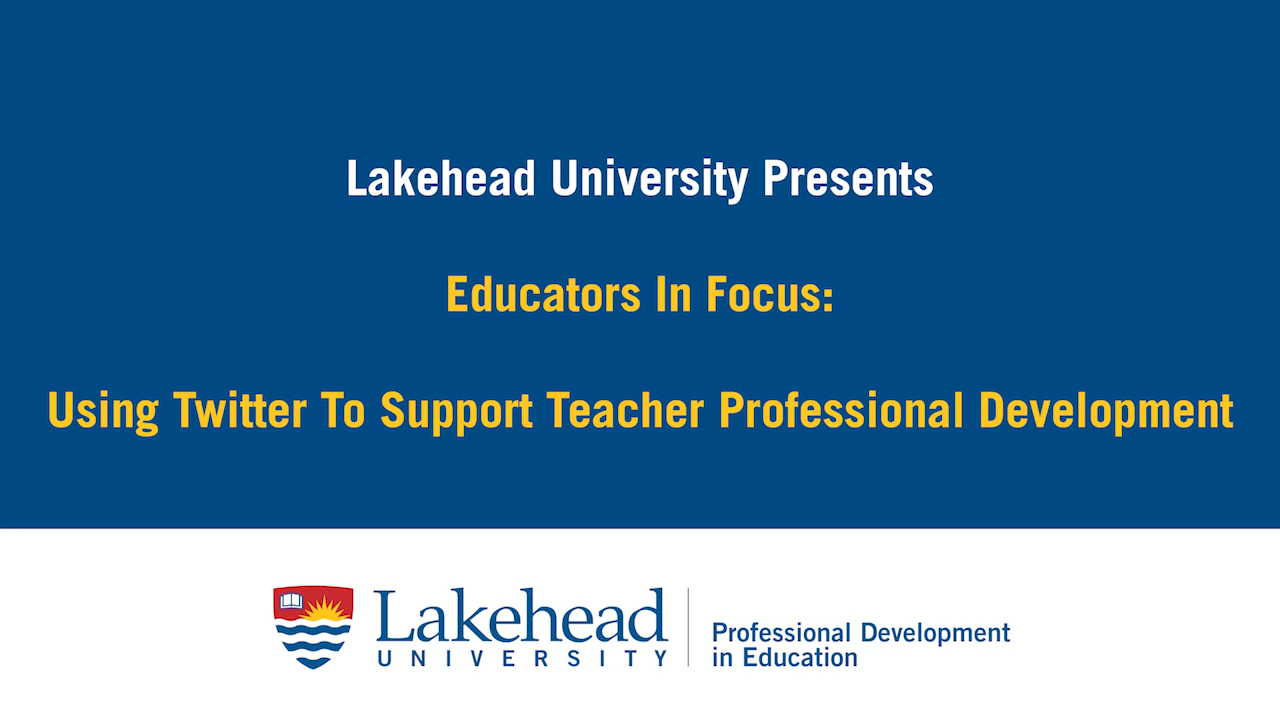 Lakehead University Presents
Educators In Focus:
Using Twitter To Support Teacher Professional Development
Lakehead
UNIVERSITY
Professional Development
in Education